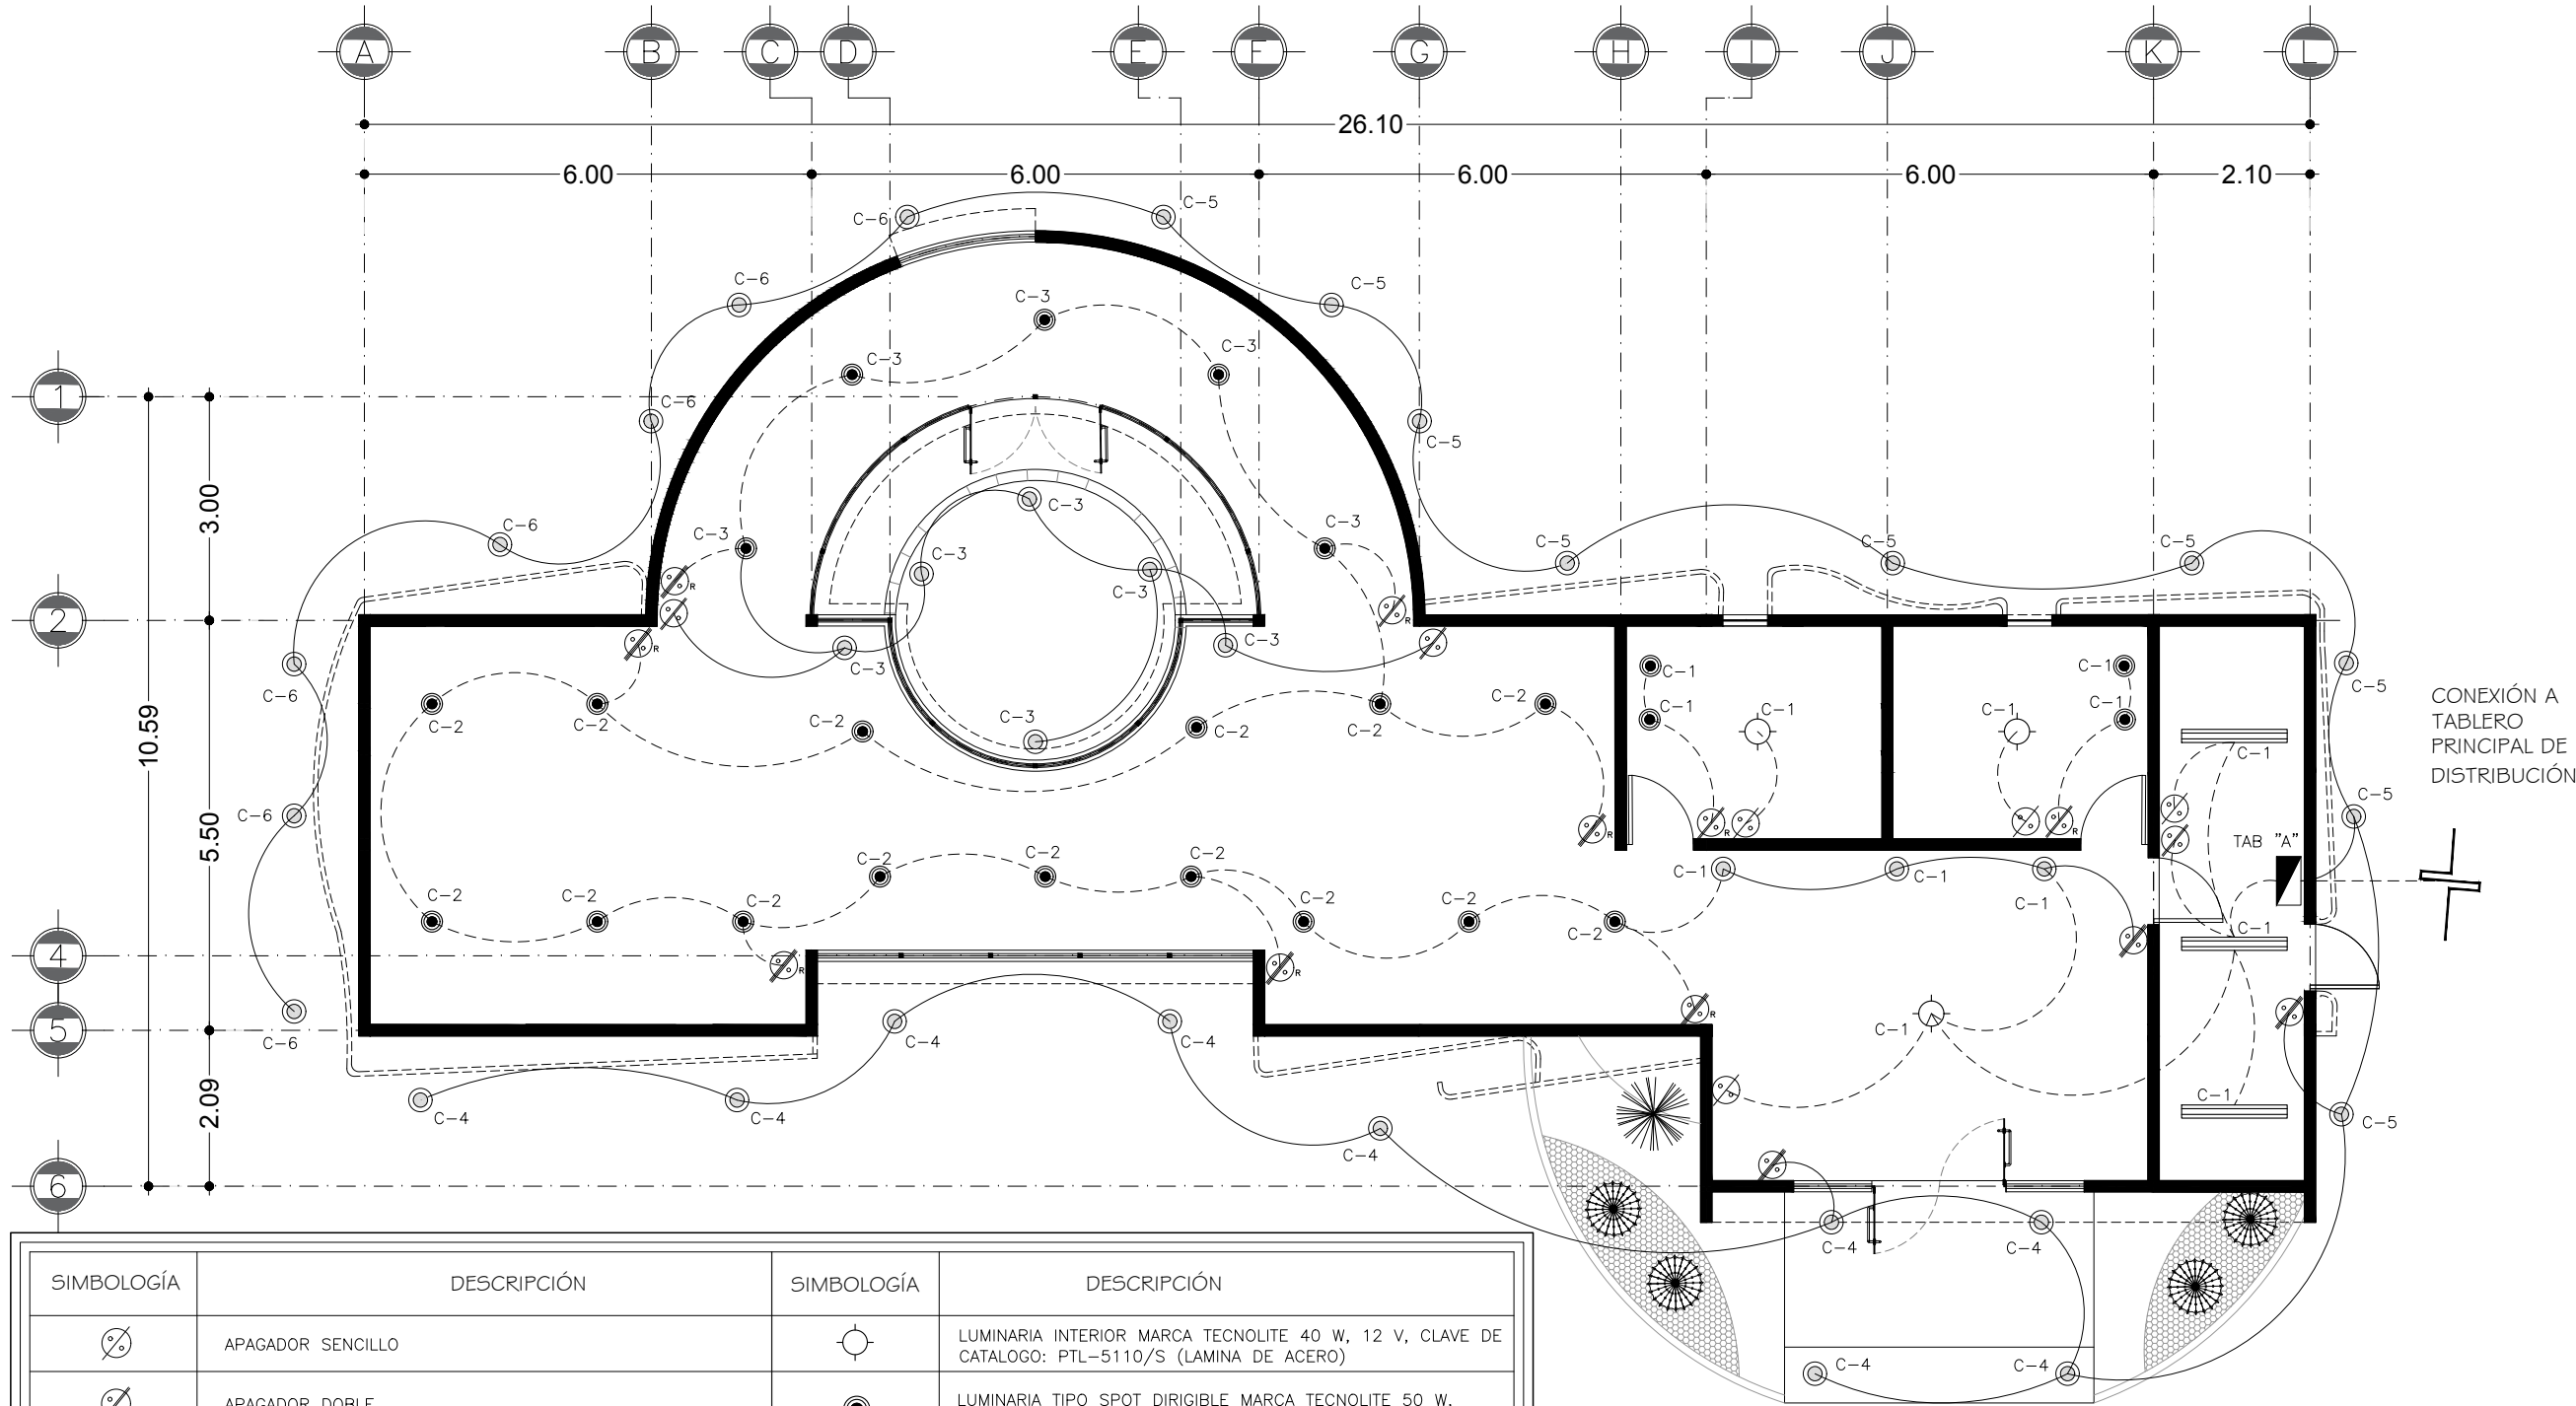 A B C D E F G H I J K L
26.10
6.00 6.00 6.00 6.00 2.10
C-6 C-5
C-6 C-5
C-3
C-3 C-3
1
C-6 C-5
3.00
C-3
C-6 C-3 C-3 C-5 C-5 C-5
C-3 C-3
2
R R
R C-3 C-3
C-6 C-1 C-1 C-5
C-2 C-2 C-2 C-2 C-2 C-2 C-1 C-1 C-1 C-1
C-3
10.59
CONEXIÓN A
TABLERO
PRINCIPAL DE
DISTRIBUCIÓN
C-1
C-6 C-5
5.50
R R R
TAB "A"
C-2 C-2 C-2 C-1 C-1 C-1
C-2 C-2 C-2 C-2 C-2 C-2
C-1
4
R R
R
5
C-6 C-4 C-4 C-1
2.09
C-4 C-4 C-1 C-5
C-4
6
C-4 C-4
C-4 C-4
SIMBOLOGÍA DESCRIPCIÓN SIMBOLOGÍA DESCRIPCIÓN
APAGADOR SENCILLO
LUMINARIA INTERIOR MARCA TECNOLITE 40 W, 12 V, CLAVE DE
CATALOGO: PTL-5110/S (LAMINA DE ACERO)
APAGADOR DOBLE
LUMINARIA TIPO SPOT DIRIGIBLE MARCA TECNOLITE 50 W,